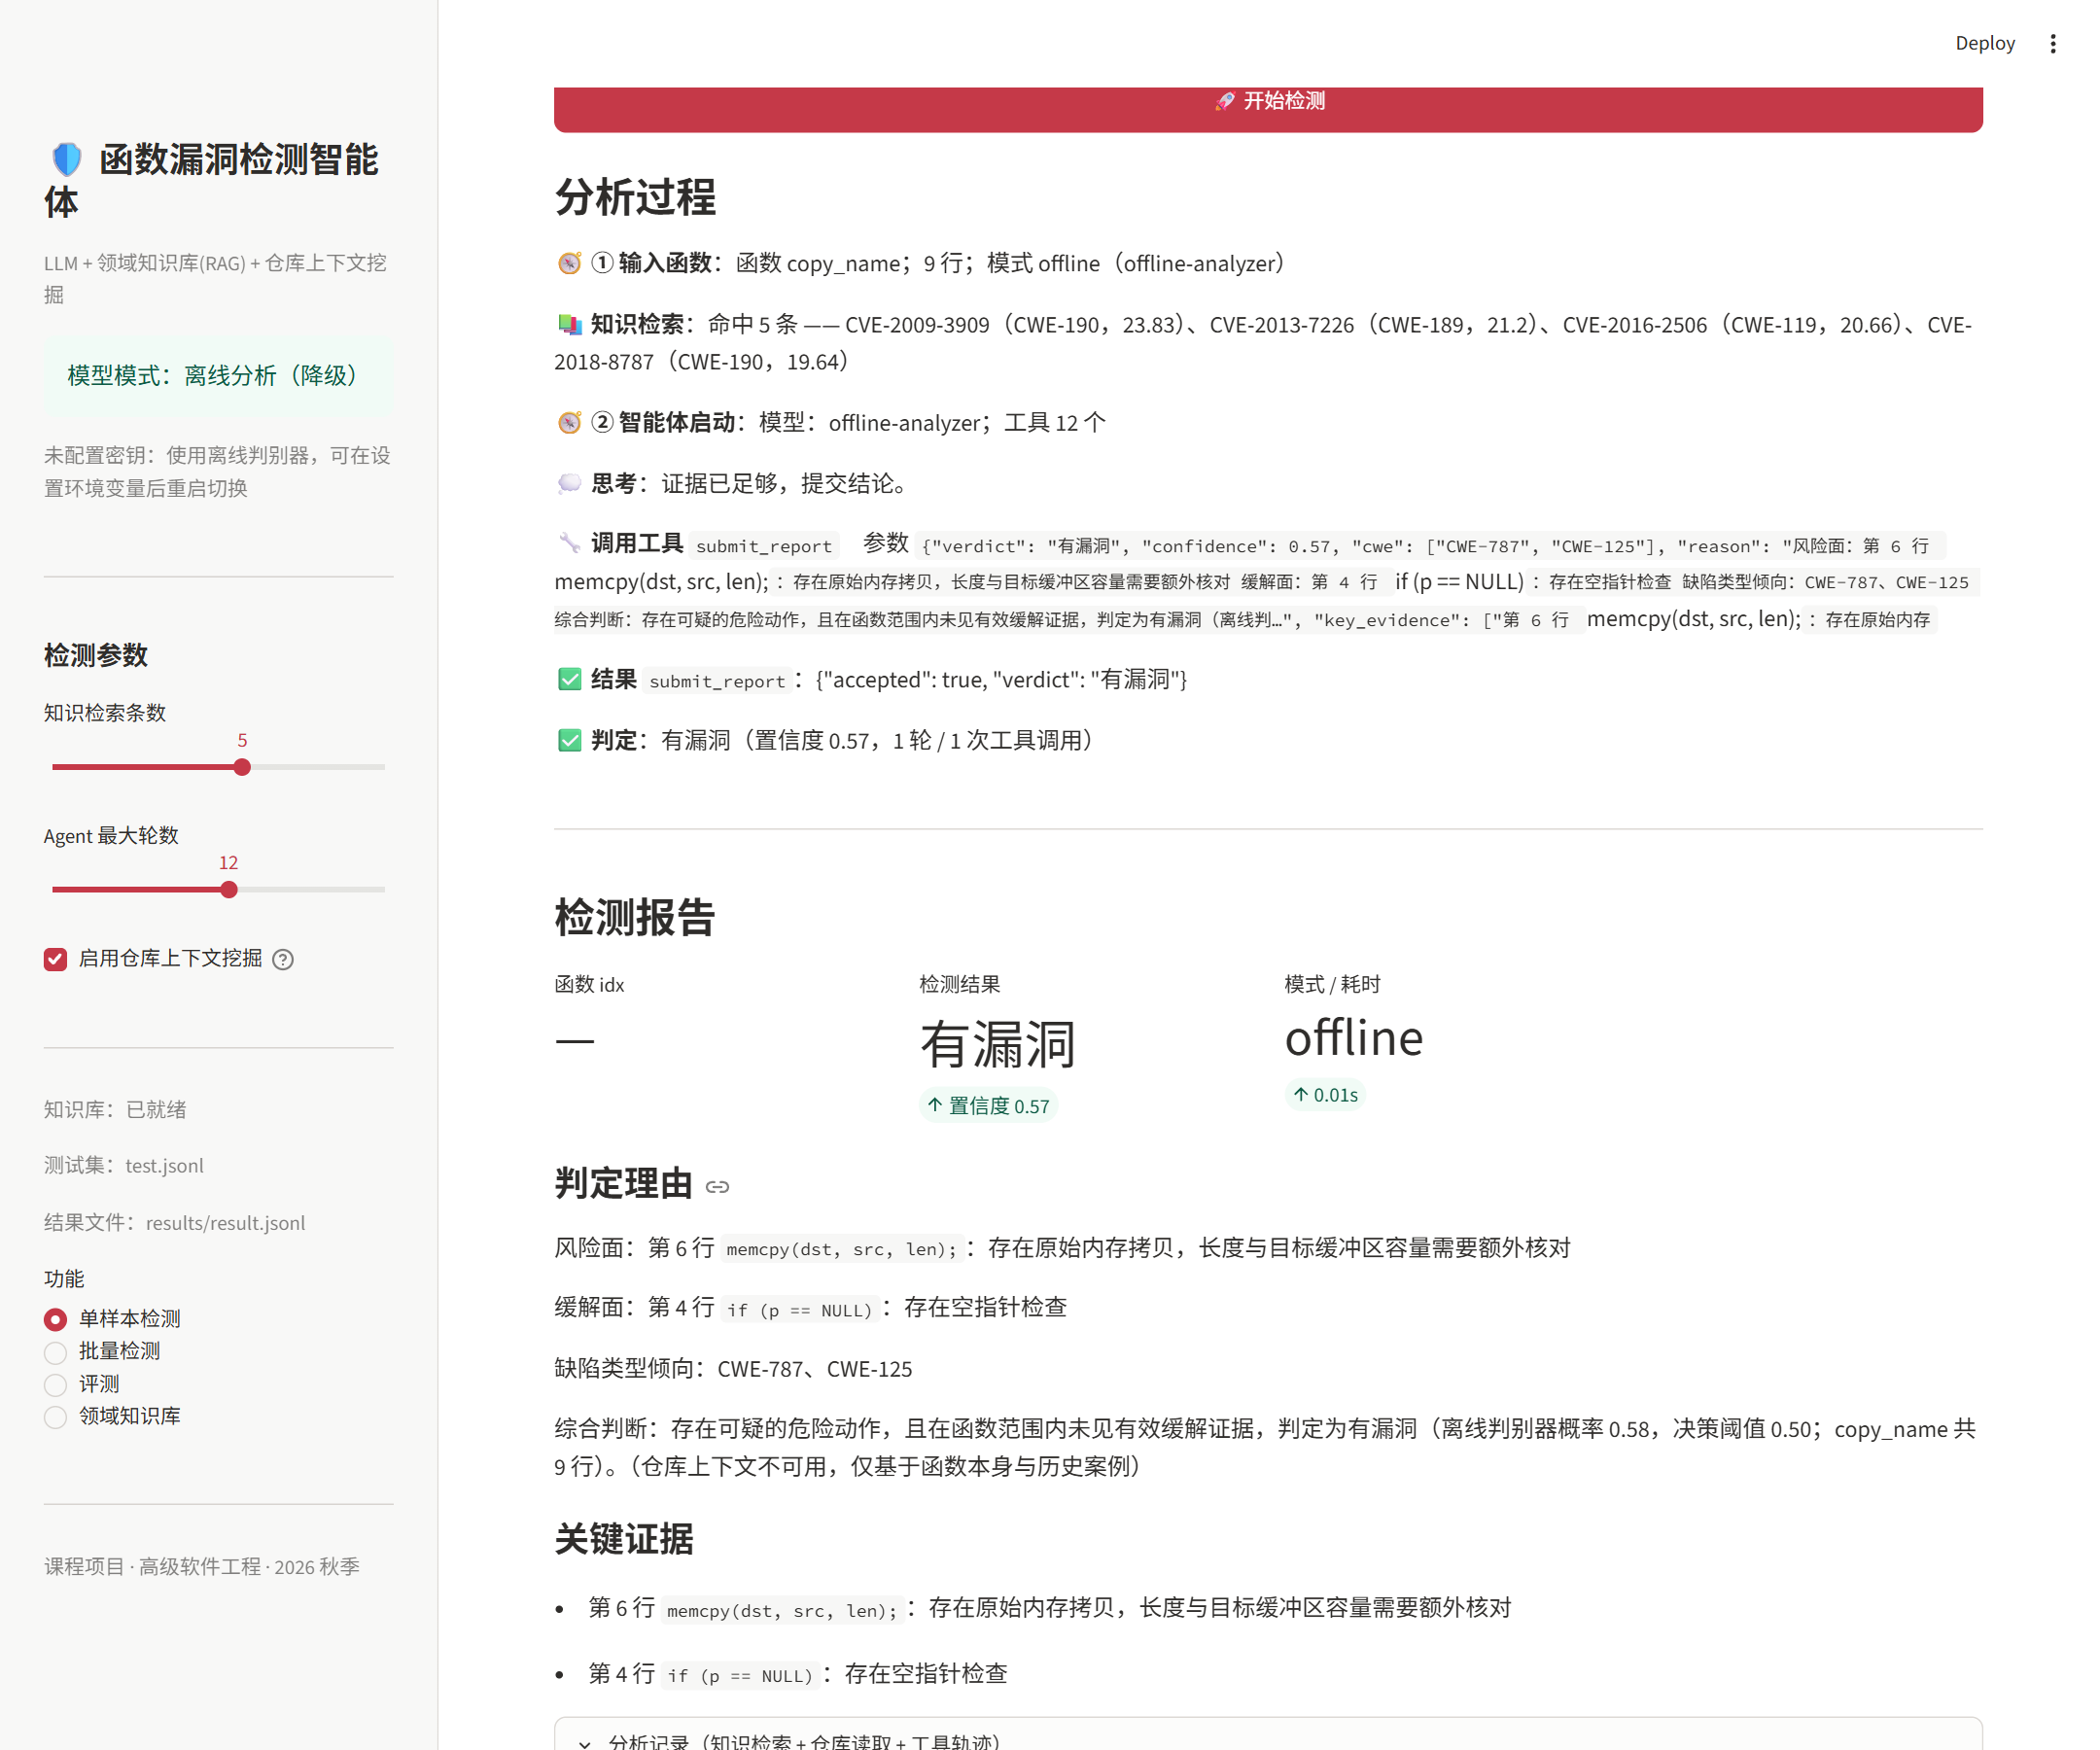 Deploy
🛡️ 函数漏洞检测智能
体
LLM + 领域知识库(RAG) + 仓库上下文挖
掘
模型模式：离线分析（降级）
未配置密钥：使用离线判别器，可在设
置环境变量后重启切换
检测参数
知识检索条数
5
Agent 最大轮数
12
启用仓库上下文挖掘
知识库：已就绪
测试集：test.jsonl
结果文件：results/result.jsonl
功能
单样本检测
批量检测
评测
领域知识库
课程项目 · 高级软件工程 · 2026 秋季
🚀 开始检测
分析过程
🧭 ① 输入函数：函数 copy_name；9 行；模式 offline（offline-analyzer）
📚 知识检索：命中 5 条 —— CVE-2009-3909（CWE-190，23.83）、CVE-2013-7226（CWE-189，21.2）、CVE-2016-2506（CWE-119，20.66）、CVE-
2018-8787（CWE-190，19.64）
🧭 ② 智能体启动：模型：offline-analyzer；工具 12 个
💭 思考：证据已足够，提交结论。
🔧 调用工具 submit_report 参数 {"verdict": "有漏洞", "confidence": 0.57, "cwe": ["CWE-787", "CWE-125"], "reason": "风险面：第 6 行
memcpy(dst, src, len);：存在原始内存拷贝，长度与目标缓冲区容量需要额外核对 缓解面：第 4 行 if (p == NULL)：存在空指针检查 缺陷类型倾向：CWE-787、CWE-125
综合判断：存在可疑的危险动作，且在函数范围内未见有效缓解证据，判定为有漏洞（离线判…", "key_evidence": ["第 6 行 memcpy(dst, src, len);：存在原始内存
✅ 结果 submit_report：{"accepted": true, "verdict": "有漏洞"}
✅ 判定：有漏洞（置信度 0.57，1 轮 / 1 次工具调用）
检测报告
函数 idx
—
检测结果
有漏洞
↑ 置信度 0.57
模式 / 耗时
offline
↑ 0.01s
判定理由
风险面：第 6 行 memcpy(dst, src, len);：存在原始内存拷贝，长度与目标缓冲区容量需要额外核对
缓解面：第 4 行 if (p == NULL)：存在空指针检查
缺陷类型倾向：CWE-787、CWE-125
综合判断：存在可疑的危险动作，且在函数范围内未见有效缓解证据，判定为有漏洞（离线判别器概率 0.58，决策阈值 0.50；copy_name 共
9 行）。（仓库上下文不可用，仅基于函数本身与历史案例）
关键证据
• 第 6 行 memcpy(dst, src, len);：存在原始内存拷贝，长度与目标缓冲区容量需要额外核对
• 第 4 行 if (p == NULL)：存在空指针检查
分析记录（知识检索 + 仓库读取 + 工具轨迹）